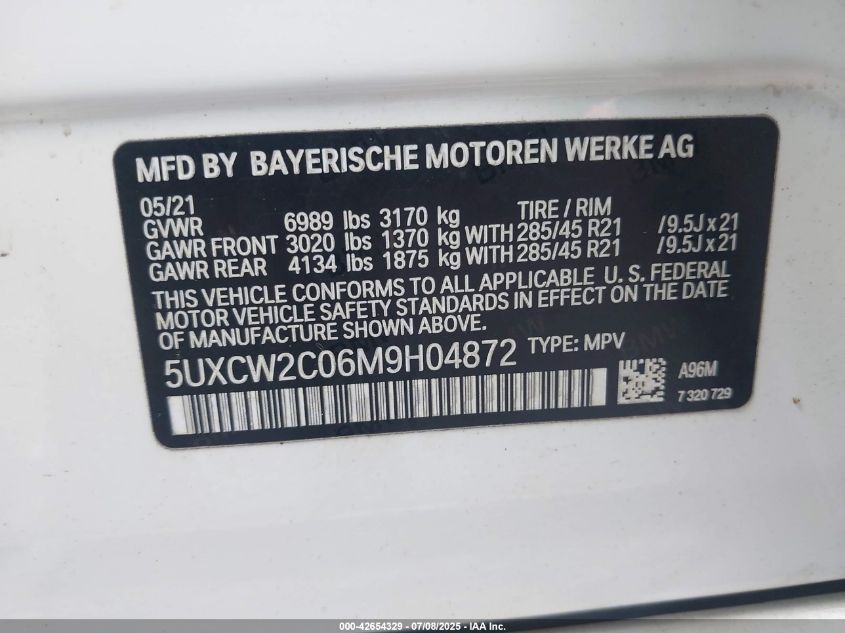 MFD BY BAYERISCHE MOTOREN WERKE AG
05/21 TIRE / RIM
GVWR 6989 lbs 3170 kg
GAWR FRONT 3020 lbs 1370 kg WITH 285/45 R21 /9.5J x 21
GAWR REAR 4134 lbs 1875 kg WITH 285/45 R21 /9.5J x 21
THIS VEHICLE CONFORMS TO ALL APPLICABLE U. S. FEDERAL
MOTOR VEHICLE SAFETY STANDARDS IN EFFECT ON THE DATE
OF MANUFACTURE SHOWN ABOVE.
5UXCW2C06M9H04872 TYPE: MPV
A96M
7 320 729
000-42654329 / 07/08/2025 - IAA Inc.